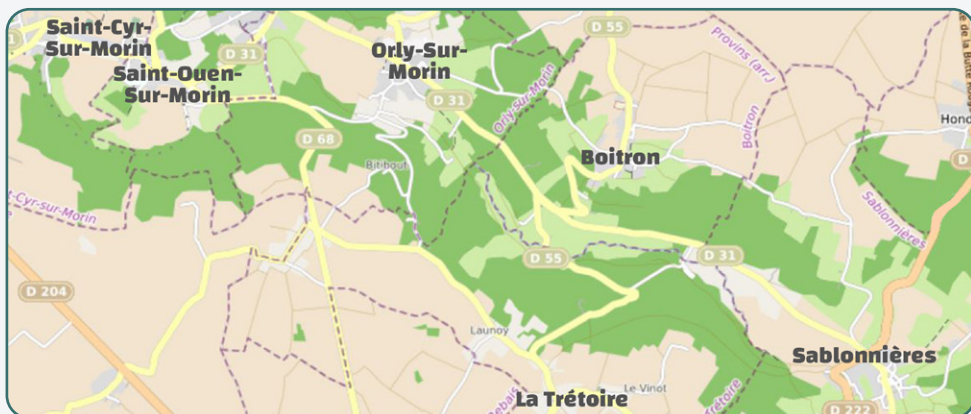 Saint-Cyr-
Sur-Morin
D 31
Saint-Ouen-
Sur-Morin
Orly-Sur-
Morin
D 55
Provins (arr.)
D 31
Orly-sur-Morin
Boitron
D 68
Boitron
Bitibout
t-Cyr-sur-Morin
Sablonnières
D 55
D 31
D 204
Launoy
Sablonnières
La Trétoire
Le Vinot
D 222